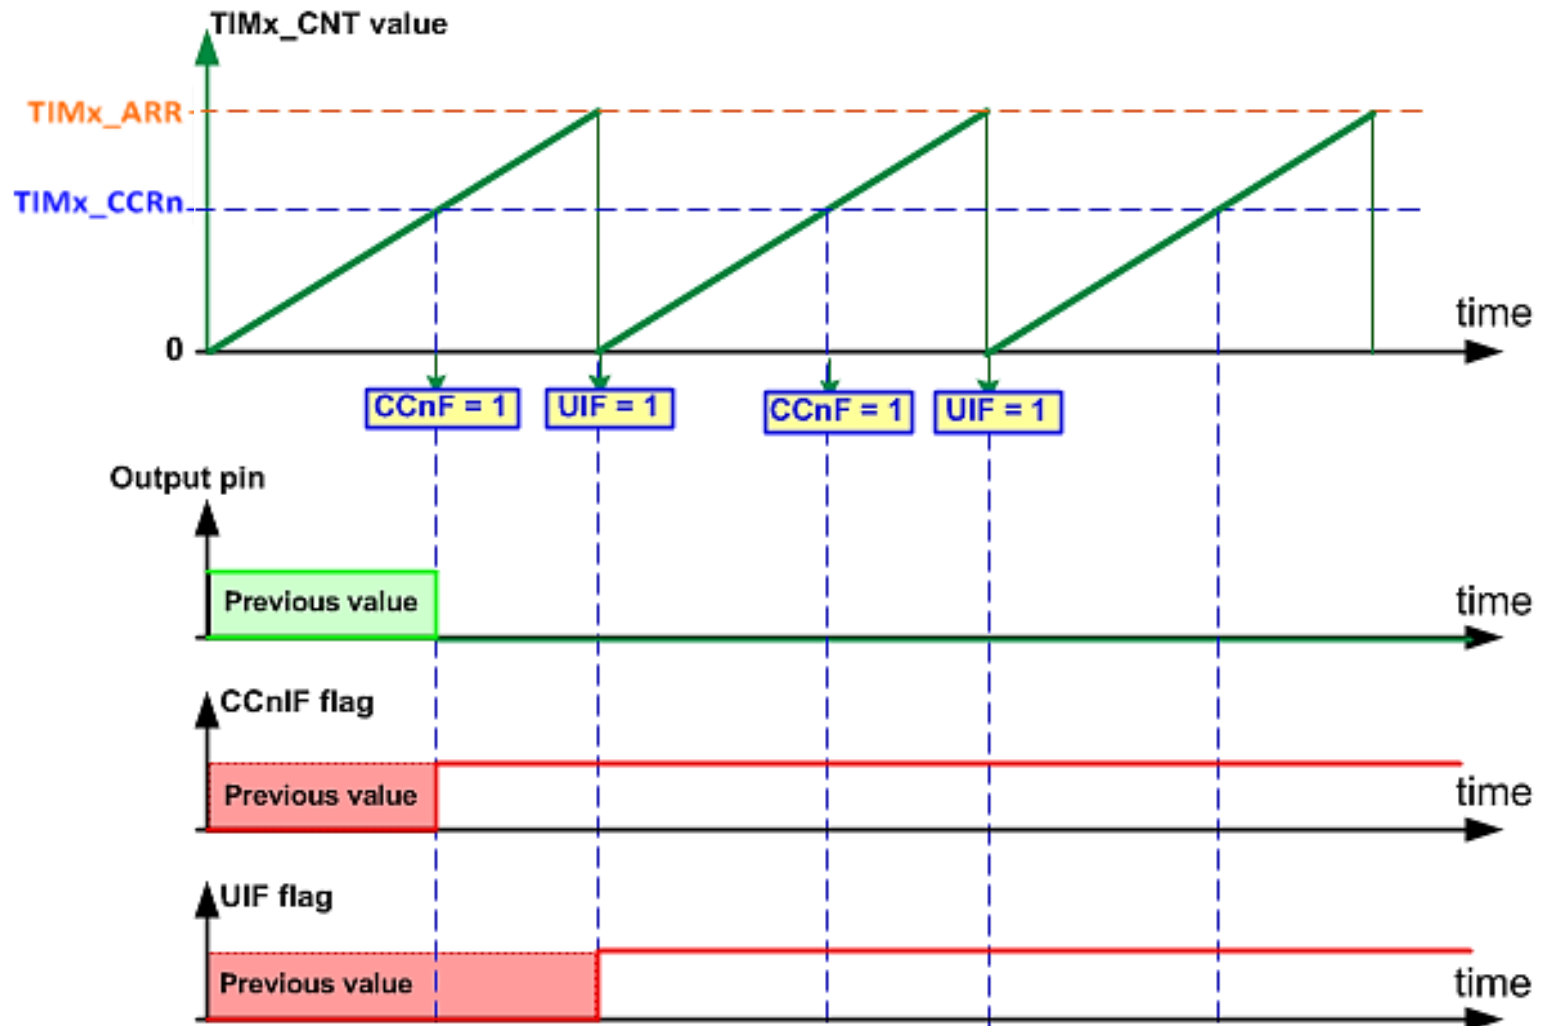 TIMx_CNT value
TIMx_ARR
TIMx_CCRn
time
0
CCnF = 1
UIF = 1
CCnF = 1
UIF = 1
Output pin
Previous value
time
CCnIF flag
Previous value
time
UIF flag
Previous value
time